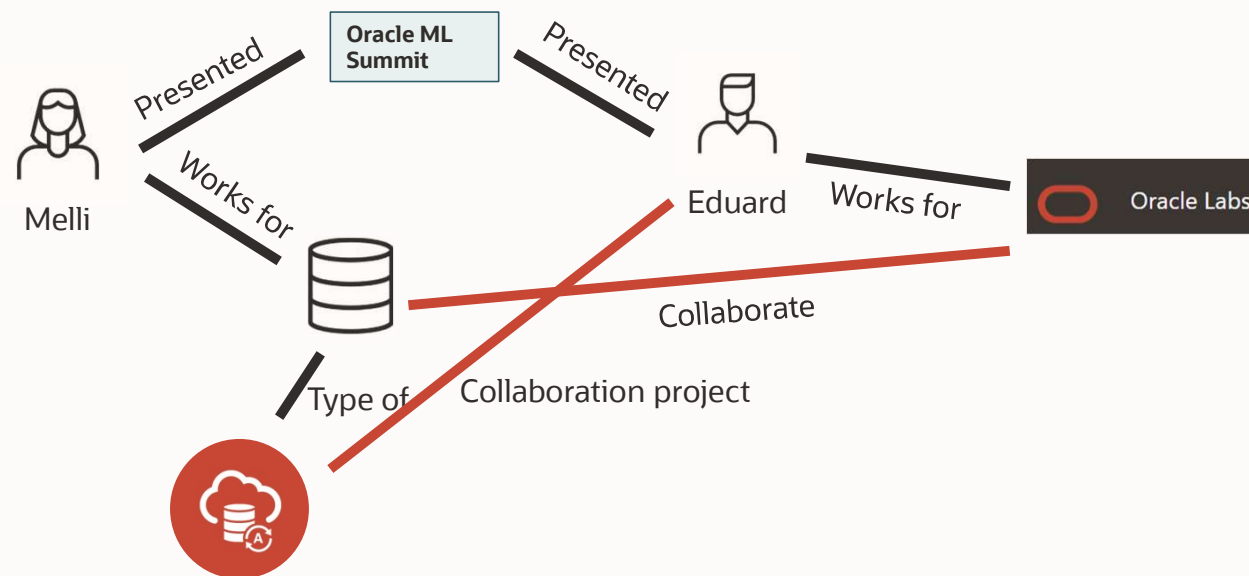 Oracle ML
Summit
Presented
Presented
Melli
Works for
Eduard
Works for
Oracle Labs
Collaborate
Type of
Collaboration project
A